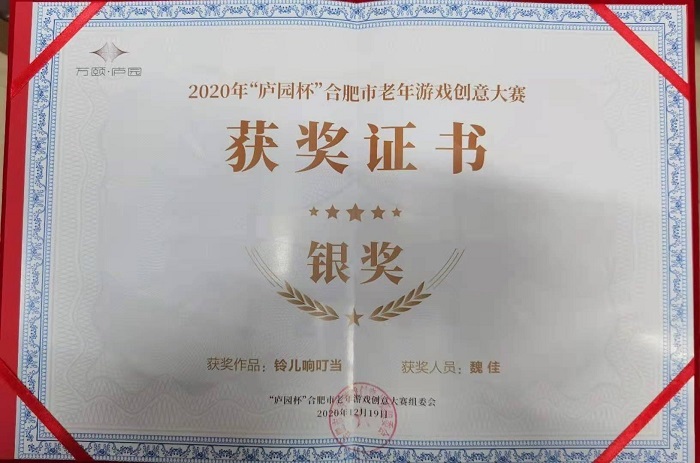 万颐·庐园
2020年“庐园杯”合肥市老年游戏创意大赛
获奖证书
银奖
获奖作品：铃儿响叮当 获奖人员：魏 佳
“庐园杯”合肥市老年游戏创意大赛组委会
2020年12月19日